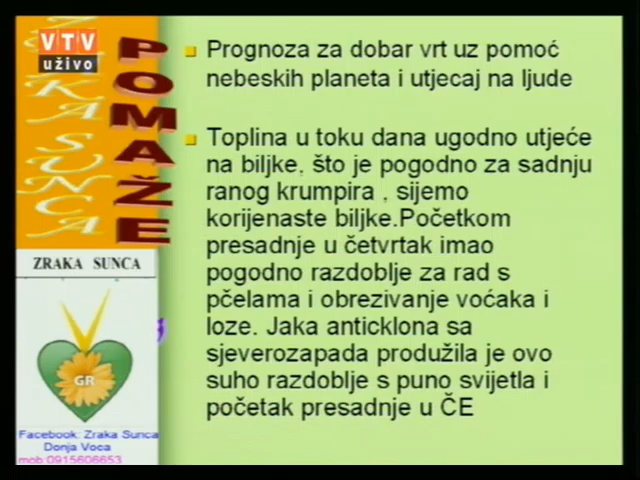 VTV
uživo
ZRAKA SUNCA
POMAŽE
Prognoza za dobar vrt uz pomoć
nebeskih planeta i utjecaj na ljude
Toplina u toku dana ugodno utječe
na biljke, što je pogodno za sadnju
ranog krumpira , sijemo
korijenaste biljke.Početkom
presadnje u četvrtak imao
pogodno razdoblje za rad s
pčelama i obrezivanje voćaka i
loze. Jaka anticklona sa
sjeverozapada produžila je ovo
suho razdoblje s puno svijetla i
početak presadnje u ČE
ZRAKA SUNCA
GR
Facebook: Zraka Sunca
Donja Voca
mob:0915606653